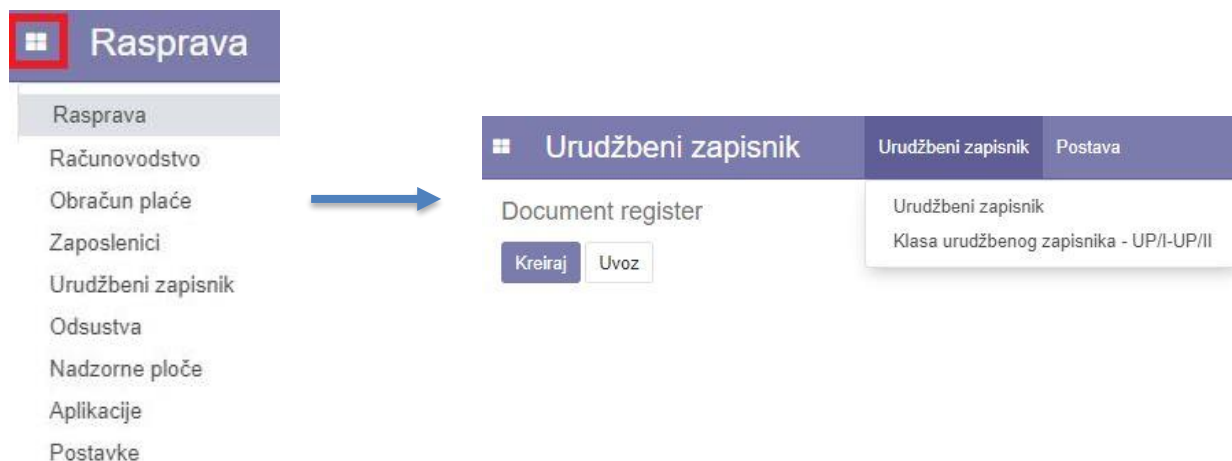 Rasprava
Rasprava
Računovodstvo
Obračun plaće
Zaposlenici
Urudžbeni zapisnik
Odsustva
Nadzorne ploče
Aplikacije
Postavke
Urudžbeni zapisnik
Urudžbeni zapisnik Postava
Document register
Kreiraj Uvoz
Urudžbeni zapisnik
Klasa urudžbenog zapisnika - UP/I-UP/II